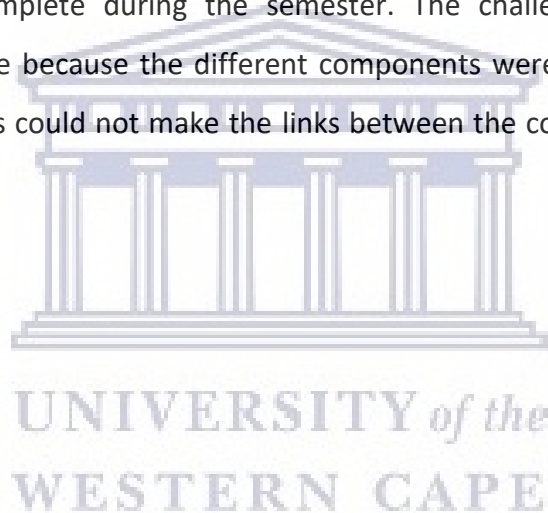 mplete during the semester. The challe
e because the different components were
s could not make the links between the co
UNIVERSITY of the
WESTERN CAPE